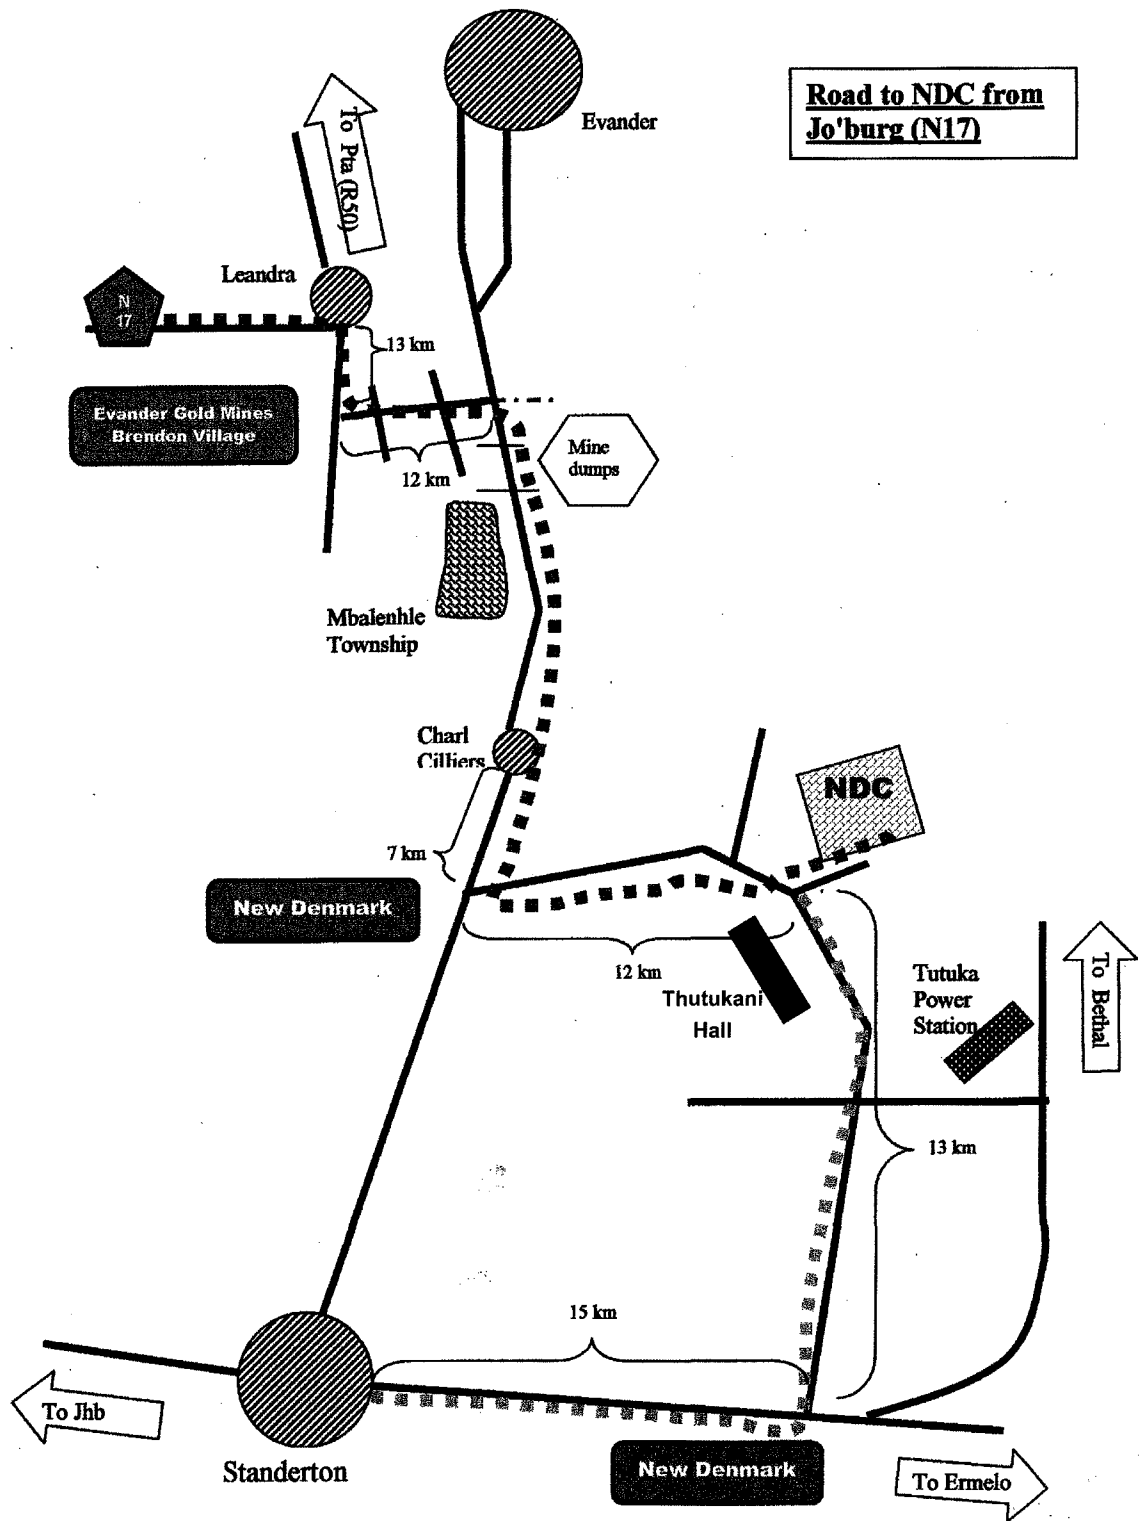 Evander
Road to NDC from
Jo'burg (N17)
To Pta (R50)
Leandra
N
17
13 km
Evander Gold Mines
Brendon Village
12 km
Mine
dumps
Mbalenhle
Township
Charl
Cilliers
7 km
NDC
New Denmark
12 km
Thutukani
Hall
Tutuka
Power
Station
To Bethal
13 km
15 km
To Jhb
Standerton
New Denmark
To Ermelo